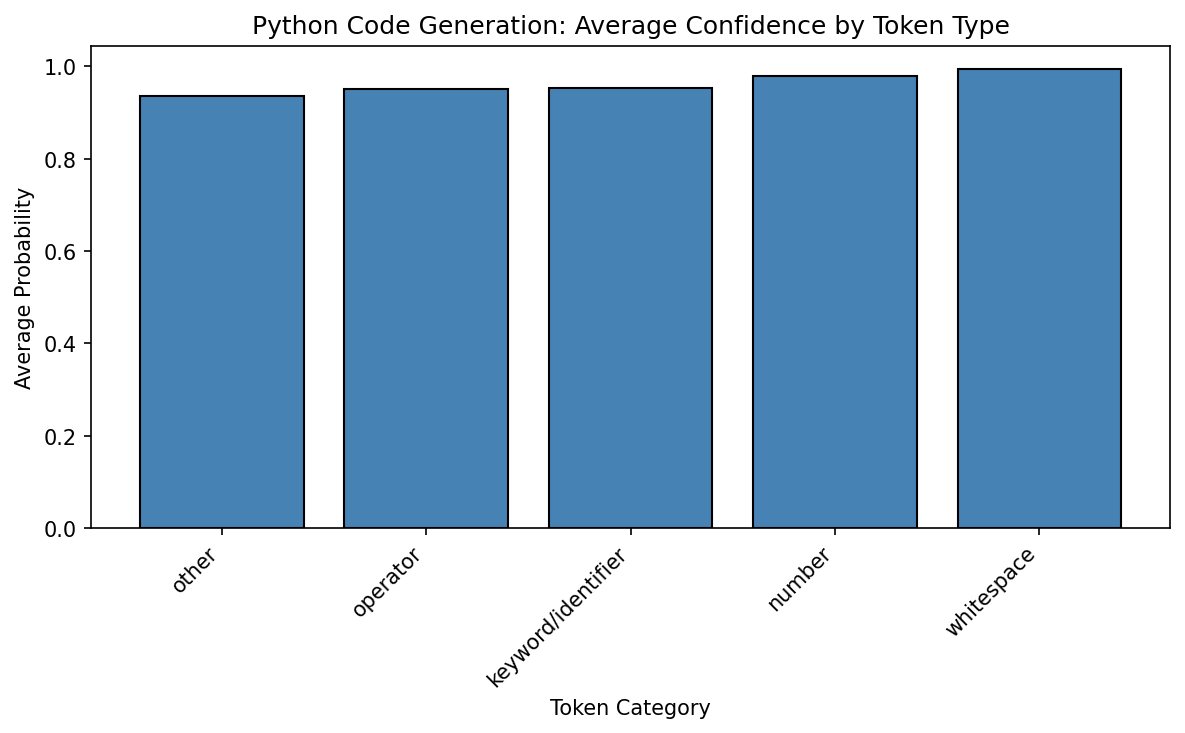 Python Code Generation: Average Confidence by Token Type
Average Probability
1.0
0.8
0.6
0.4
0.2
0.0
other
operator
keyword/identifier
number
whitespace
Token Category